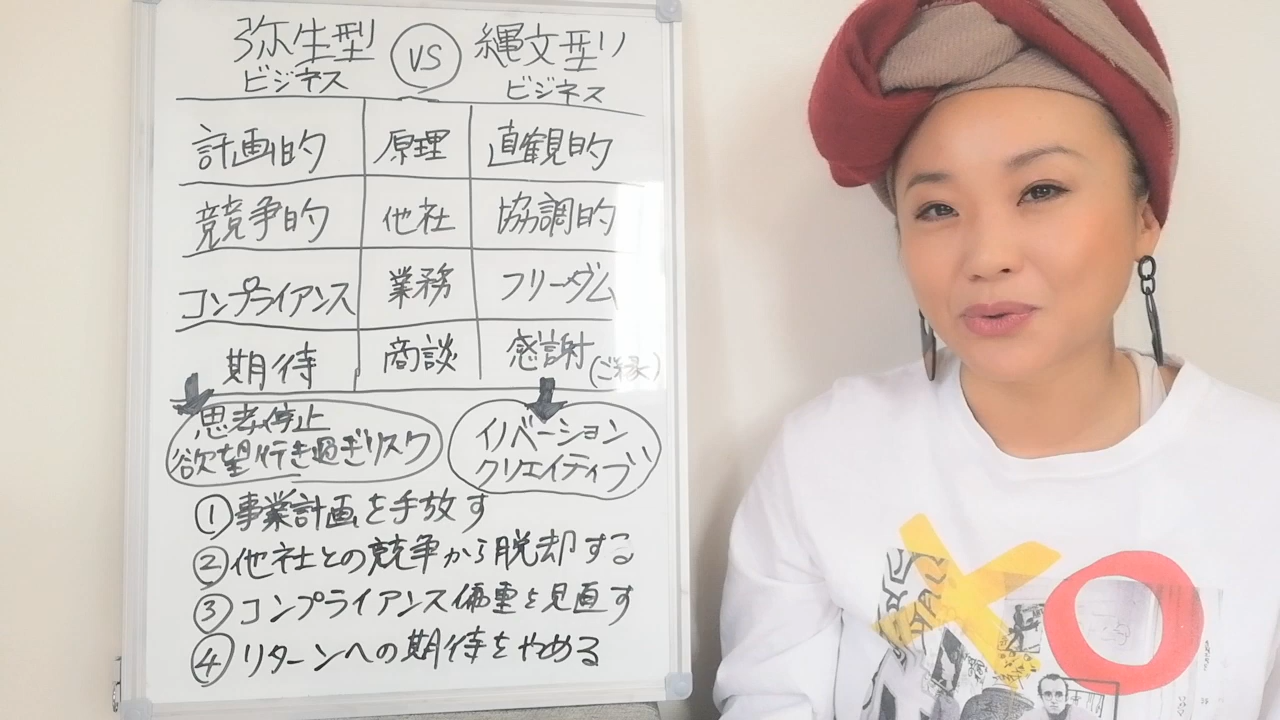 弥生型 VS 縄文型
ビジネス ビジネス
計画的 原理 直観的
競争的 他社 協調的
コンプライアンス 業務 フリーダム
期待 商談 感謝(ご縁)
思考停止
欲望行き過ぎリスク
イノベーション
クリエイティブ
①事業計画を手放す
②他社との競争から脱却する
③コンプライアンス偏重を見直す
④リターンへの期待をやめる
XO